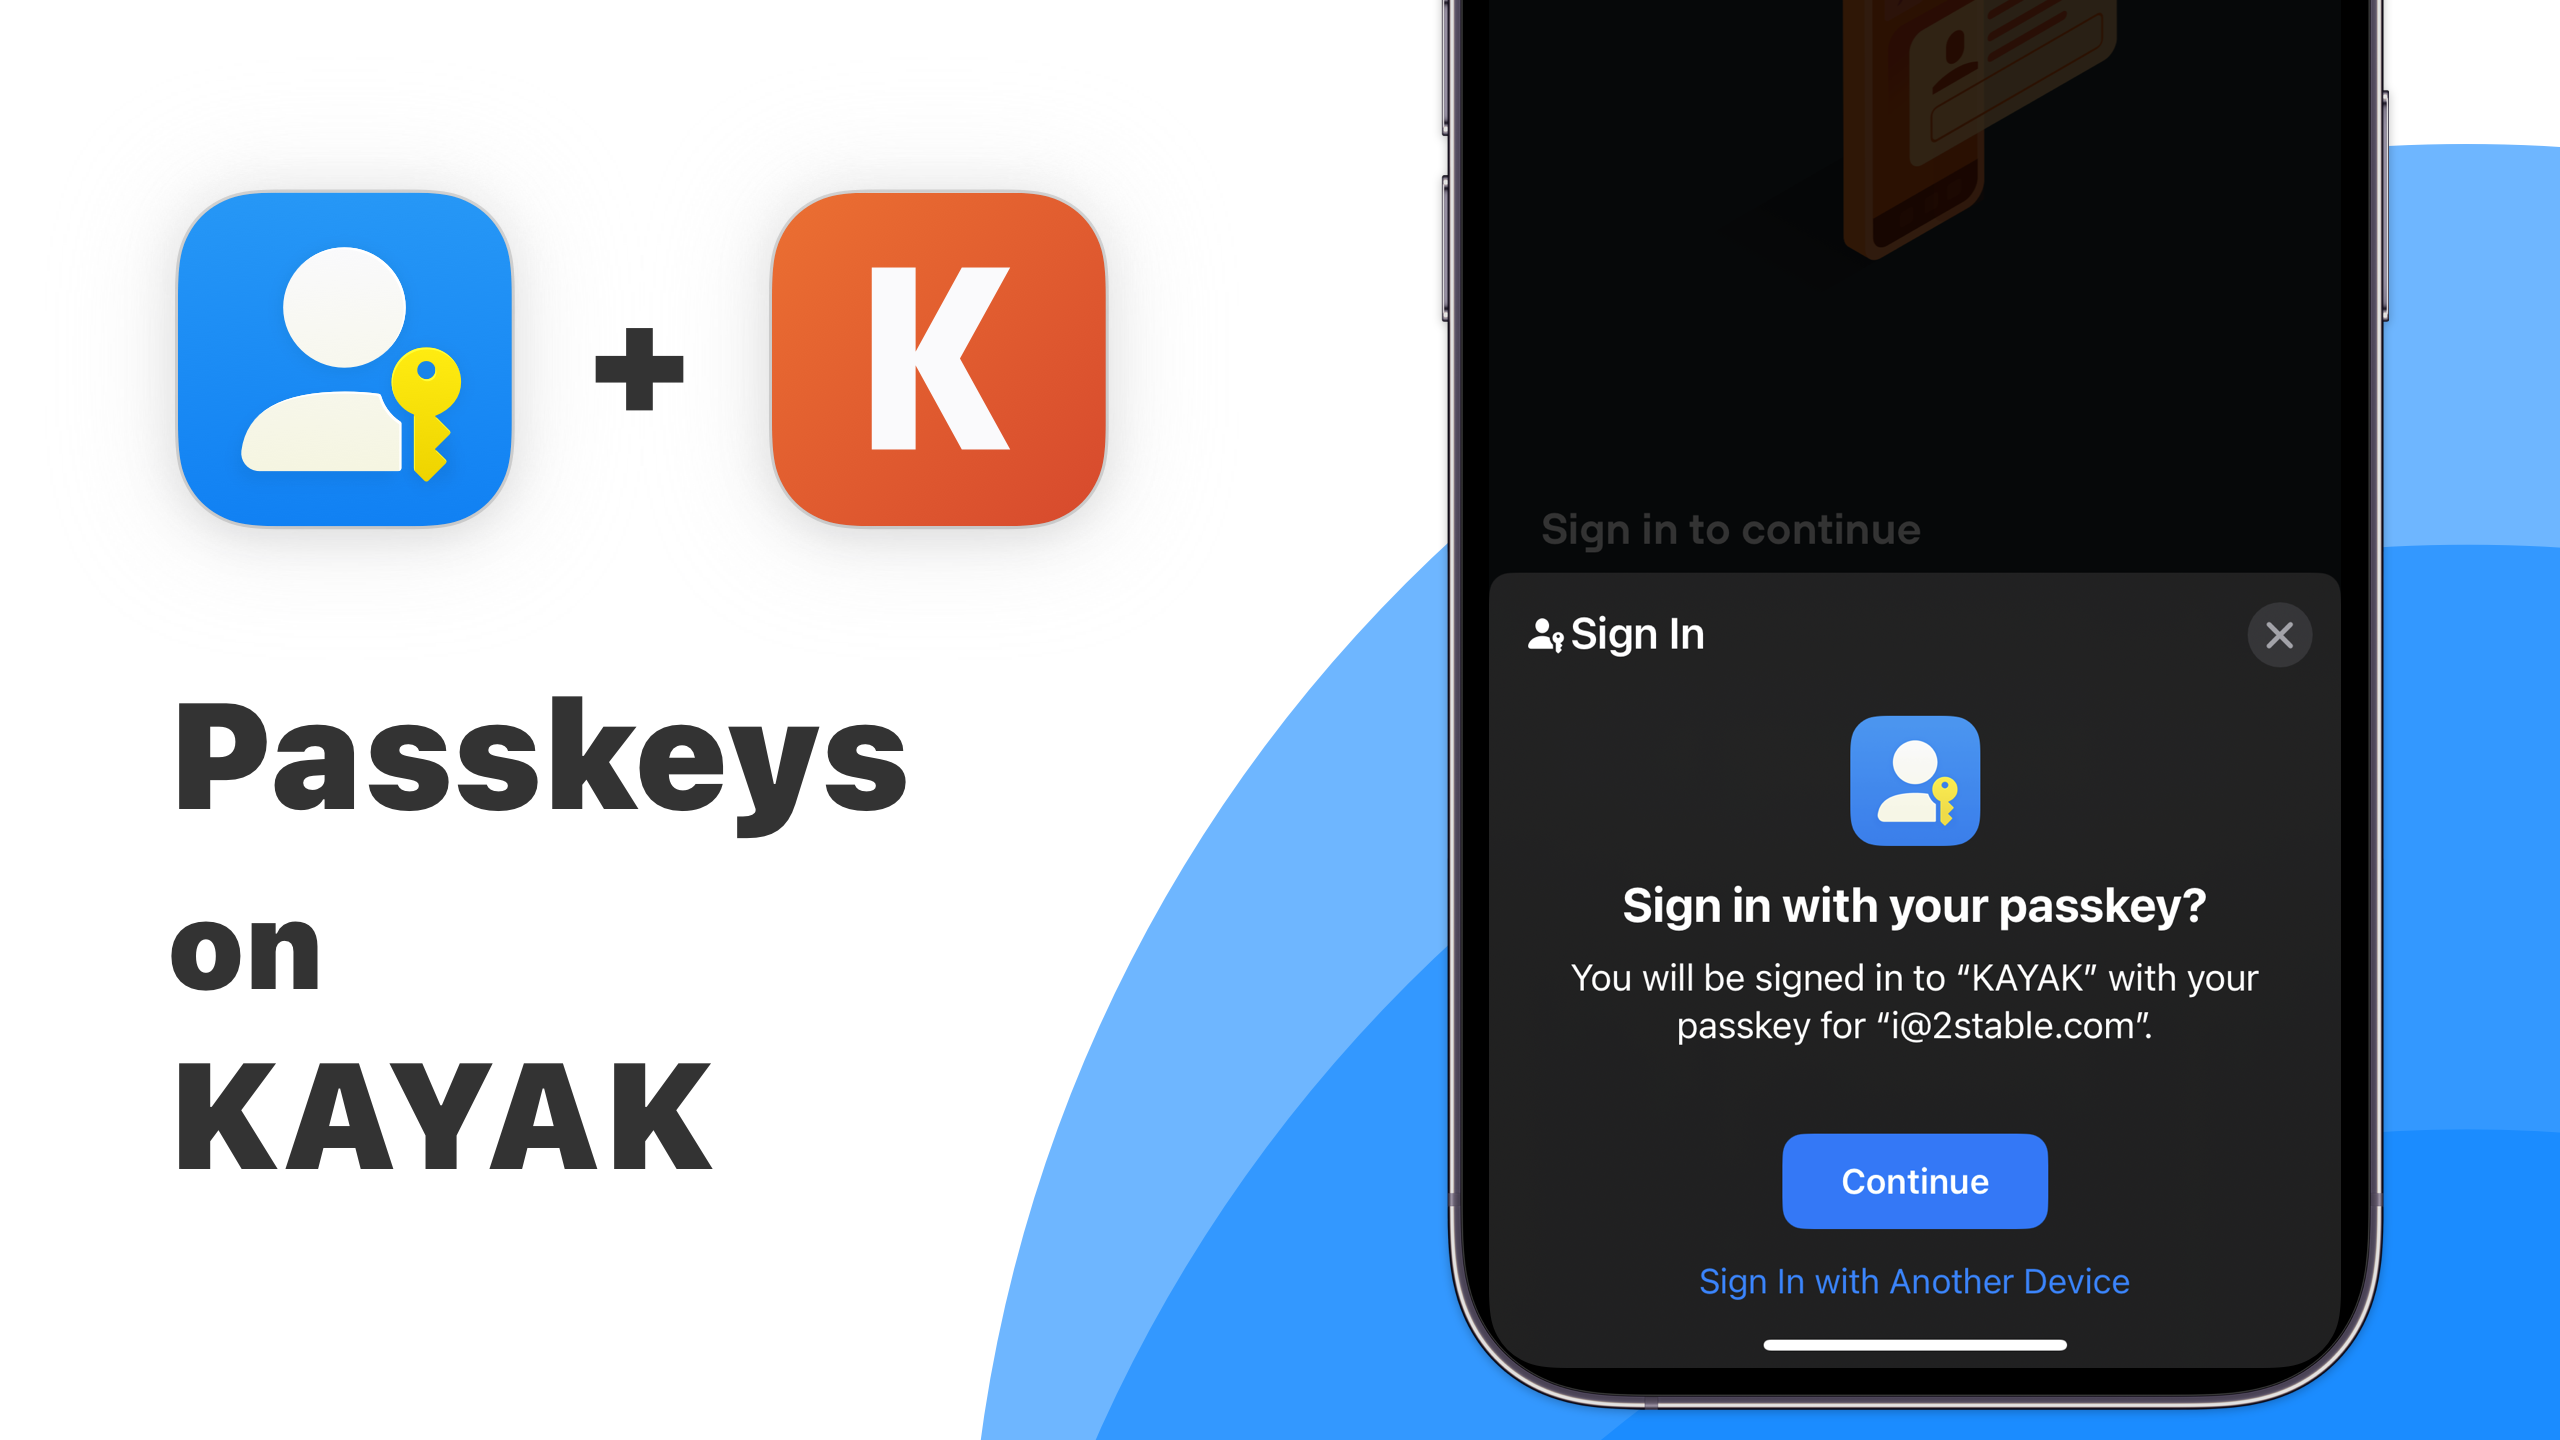 K
Passkeys
on
KAYAK
Sign in to continue
Sign In
Sign in with your passkey?
You will be signed in to “KAYAK” with your
passkey for “i@2stable.com”.
Continue
Sign In with Another Device